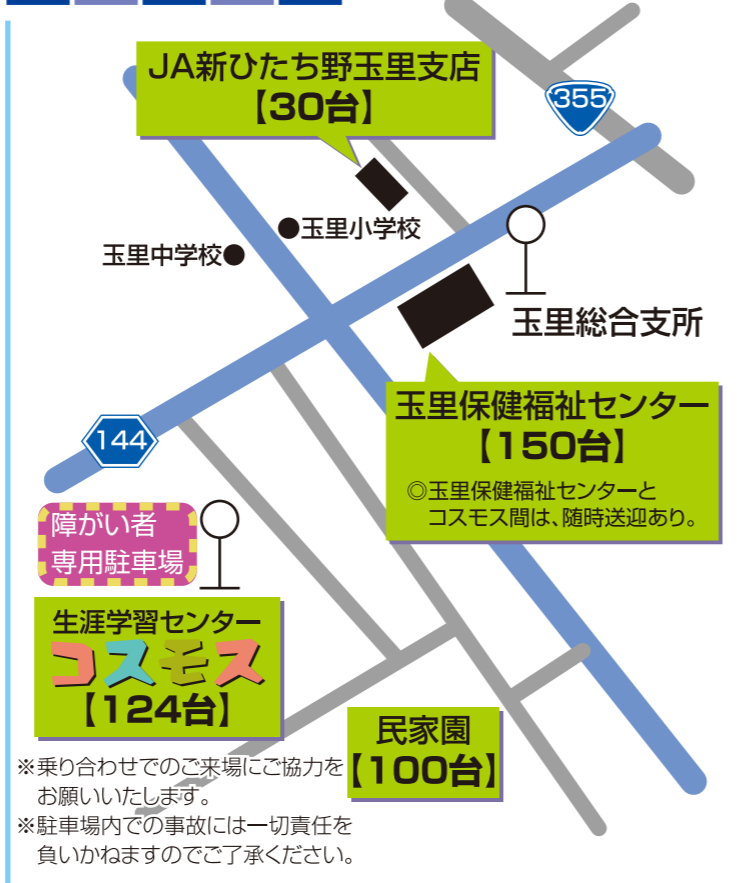 JA新ひたち野玉里支店
【30台】
355
●玉里小学校
玉里中学校●
玉里総合支所
玉里保健福祉センター
【150台】
◎玉里保健福祉センターと
コスモス間は、随時送迎あり。
144
障がい者
専用駐車場
生涯学習センター
コスモス
【124台】
民家園
【100台】
※乗り合わせでのご来場にご協力を
お願いいたします。
※駐車場内での事故には一切責任を
負いかねますのでご了承ください。